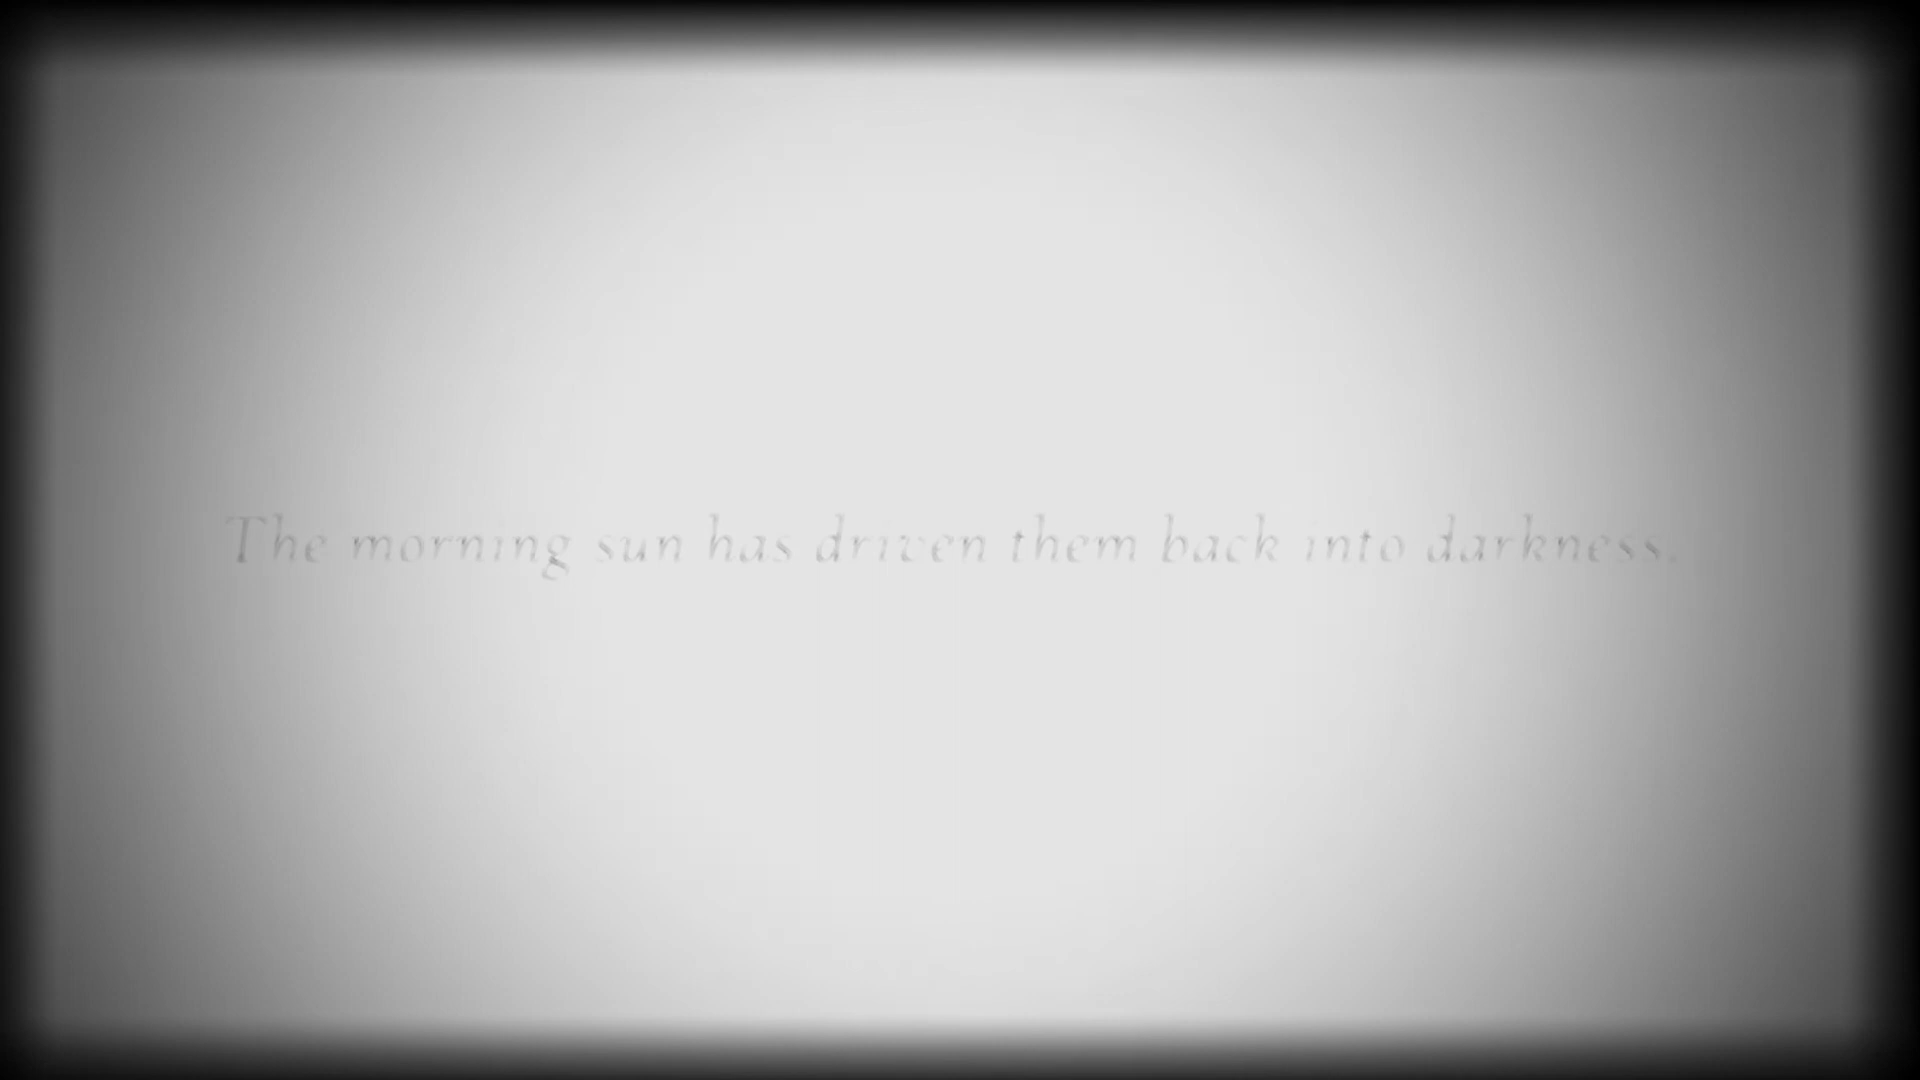 The morning sun has driven them back into darkness.